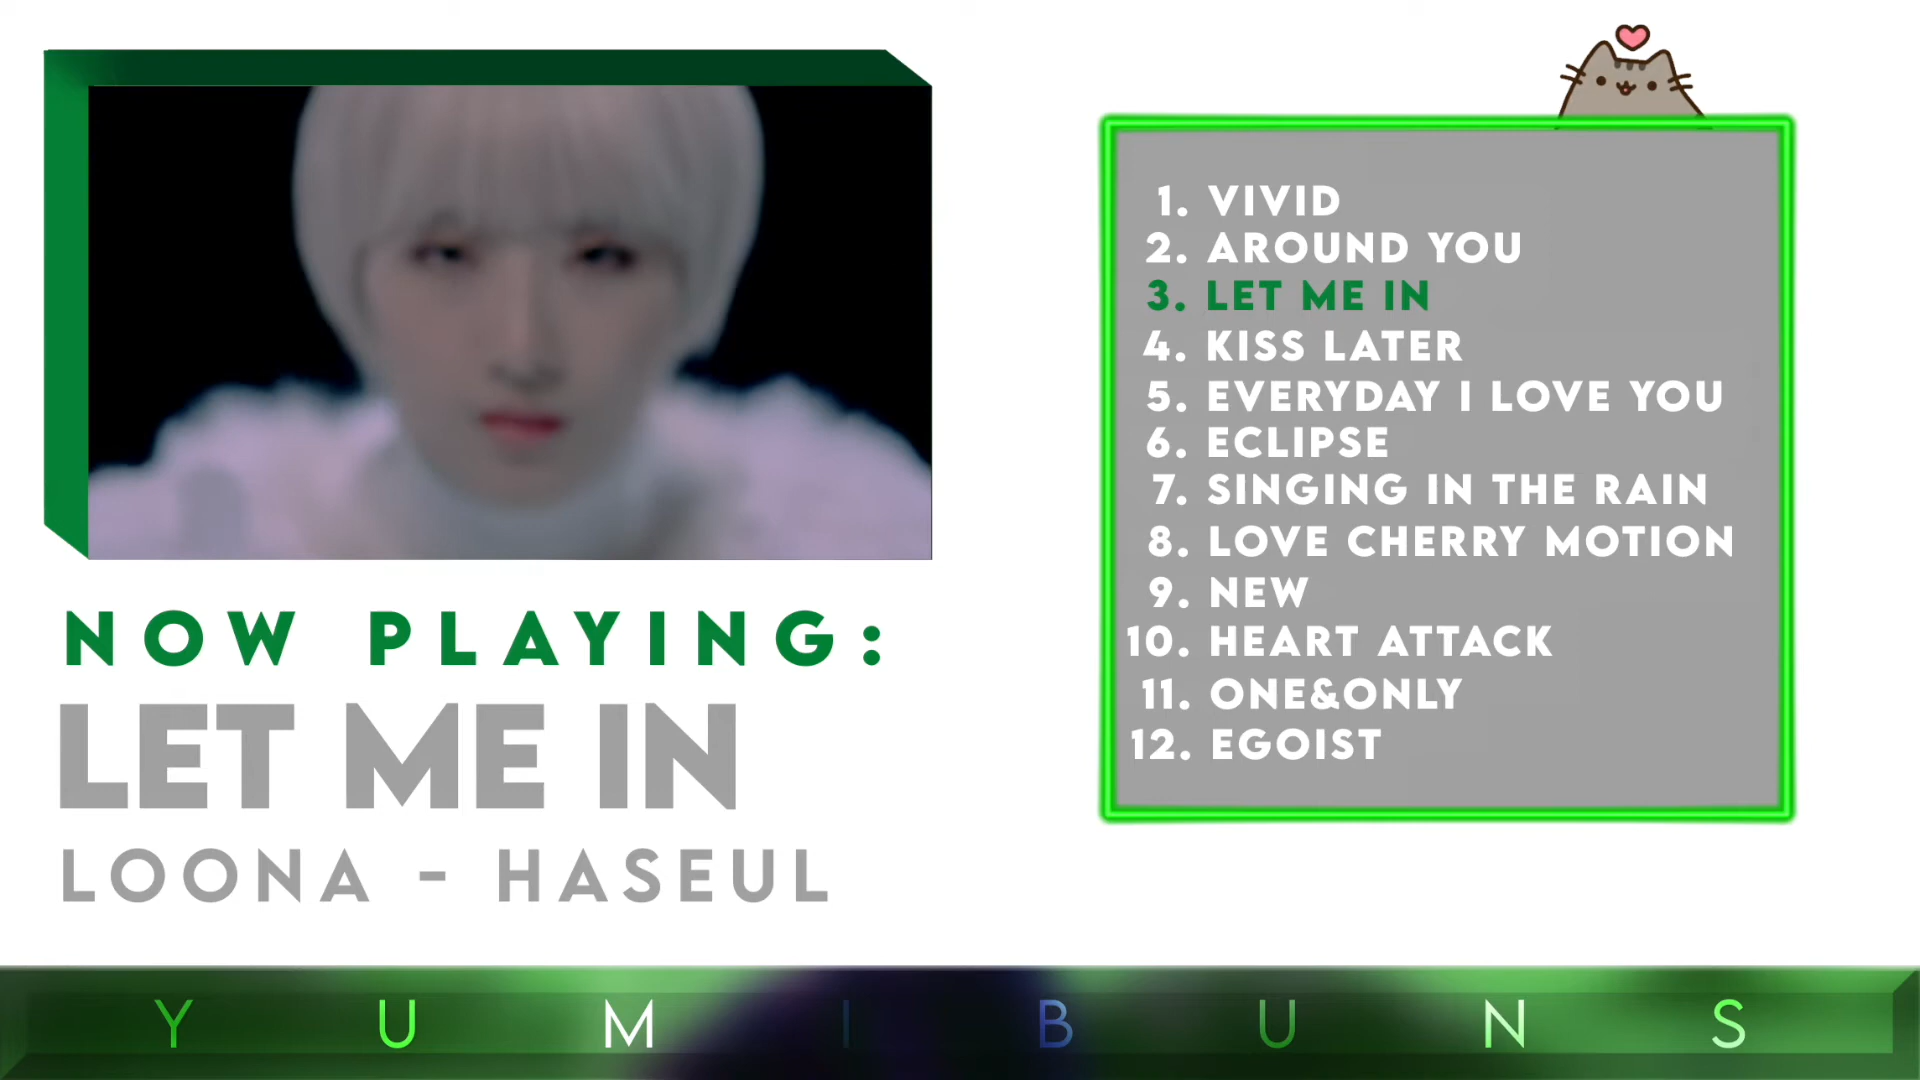 NOW PLAYING:
LET ME IN
LOONA - HASEUL
1. VIVID
2. AROUND YOU
3. LET ME IN
4. KISS LATER
5. EVERYDAY I LOVE YOU
6. ECLIPSE
7. SINGING IN THE RAIN
8. LOVE CHERRY MOTION
9. NEW
10. HEART ATTACK
11. ONE&ONLY
12. EGOIST
YUMIBUNS